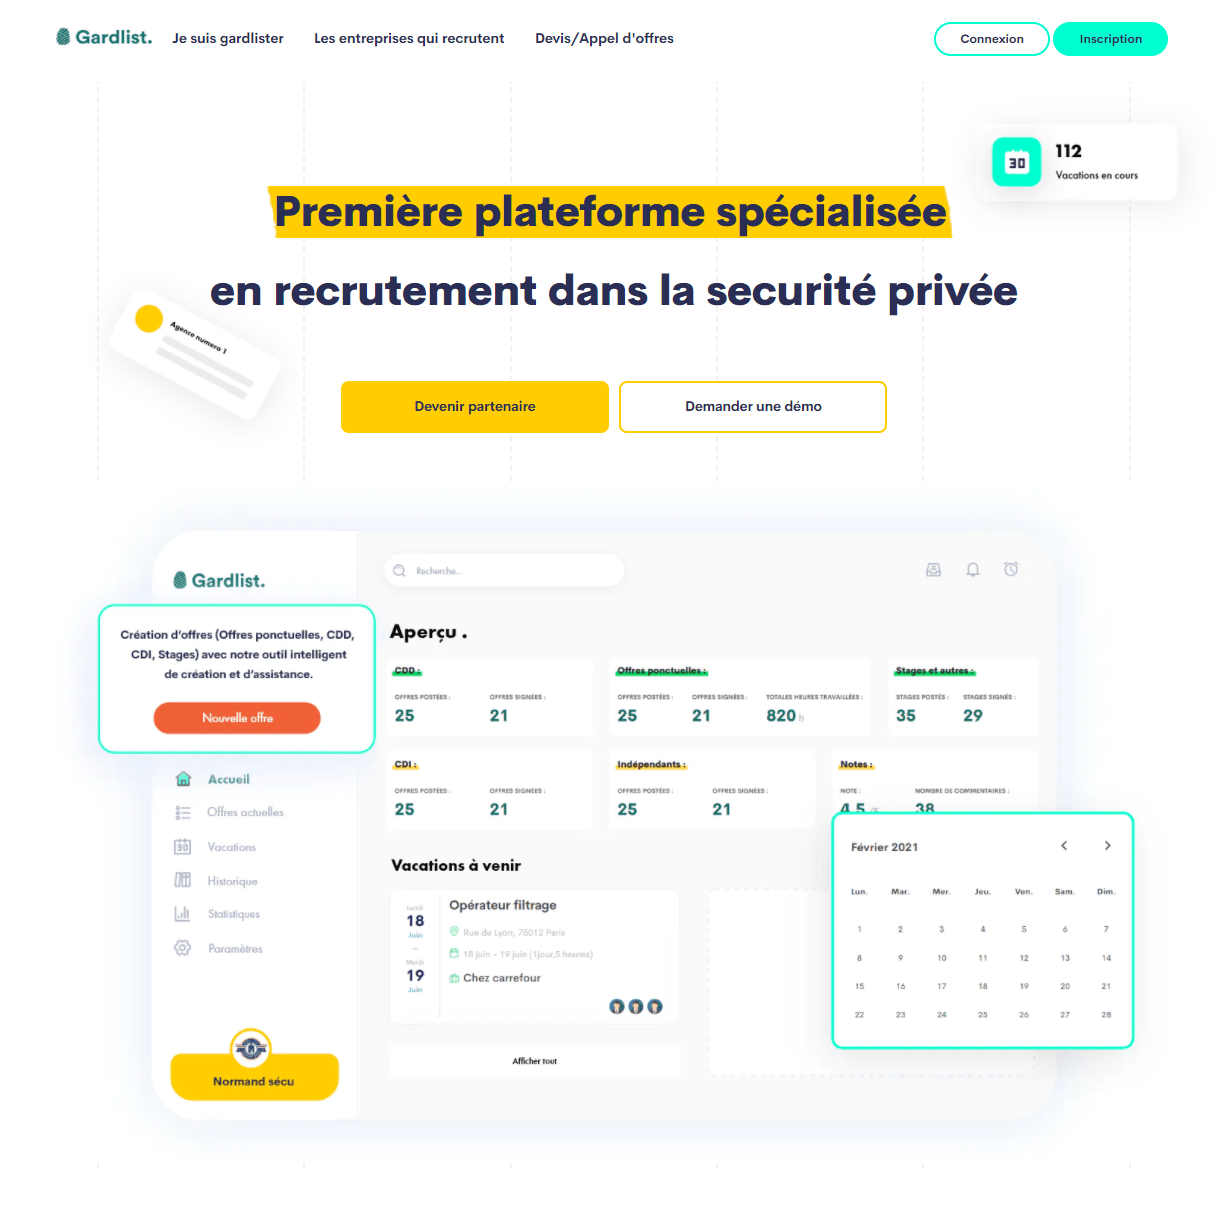 Gardlist.
Je suis gardlister
Les entreprises qui recrutent
Devis/Appel d'offres
Connexion
Inscription
30
112
Vacations en cours
Première plateforme spécialisée
en recrutement dans la securité privée
Agence numero 1
Devenir partenaire
Demander une démo
Gardlist.
Recherche...
Création d'offres (Offres ponctuelles, CDD,
CDI, Stages) avec notre outil intelligent
de création et d'assistance.
Nouvelle offre
Accueil
Offres actuelles
30
Vacations
Historique
Statistiques
Paramètres
Normand sécu
Aperçu .
CDD :
OFFRES POSTÉES :
OFFRES SIGNÉES :
25
21
Offres ponctuelles :
OFFRES POSTÉES :
OFFRES SIGNÉES :
TOTALES HEURES TRAVAILLÉES :
25
21
820 h
Stages et autres :
STAGES POSTÉS :
STAGES SIGNÉS :
35
29
CDI :
OFFRES POSTÉES :
OFFRES SIGNÉES :
25
21
Indépendants :
OFFRES POSTÉES :
OFFRES SIGNÉES :
25
21
Notes :
NOTE :
NOMBRE DE COMMENTAIRES :
4.5 /5
38
Vacations à venir
Lundi
18
Juin
–
Mardi
19
Juin
Opérateur filtrage
Rue de Lyon, 75012 Paris
18 juin - 19 juin (1jour,5 heures)
Chez carrefour
Afficher tout
Février 2021
Lun. Mar. Mer. Jeu. Ven. Sam. Dim.
1 2 3 4 5 6 7
8 9 10 11 12 13 14
15 16 17 18 19 20 21
22 23 24 25 26 27 28